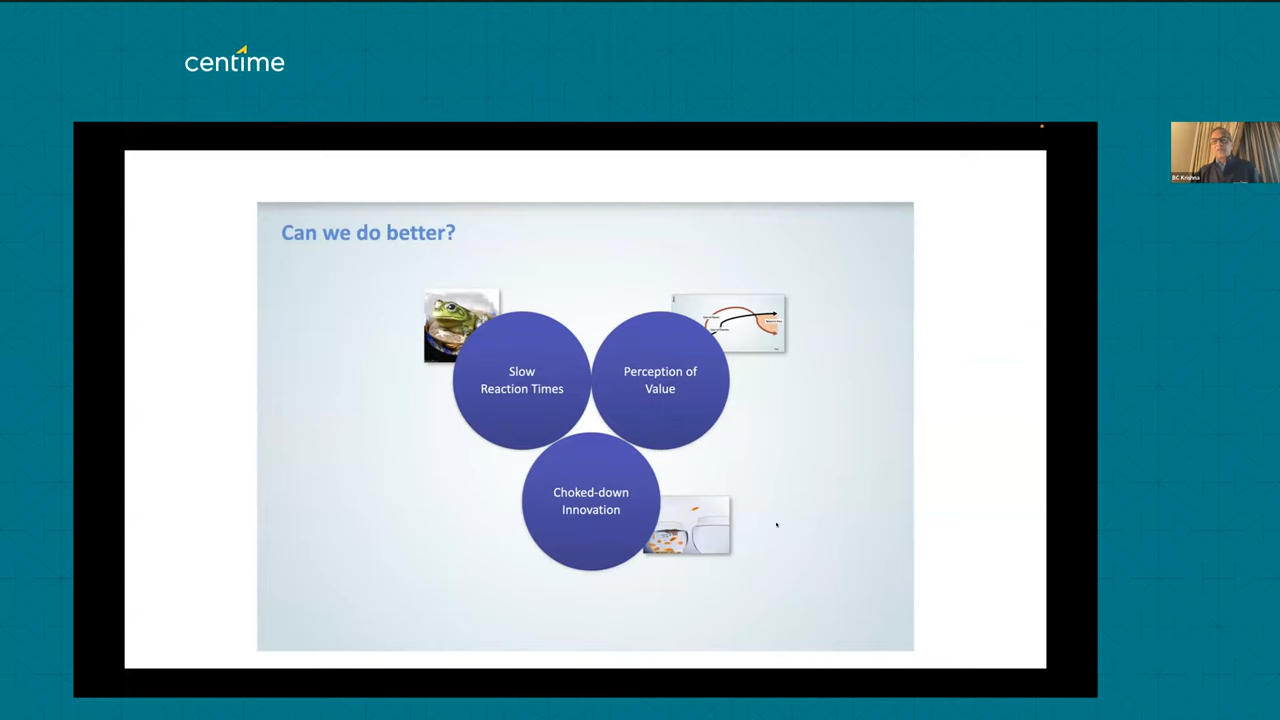 centime
BC Krishna
Can we do better?
Slow
Reaction Times
Perception of
Value
Choked-down
Innovation